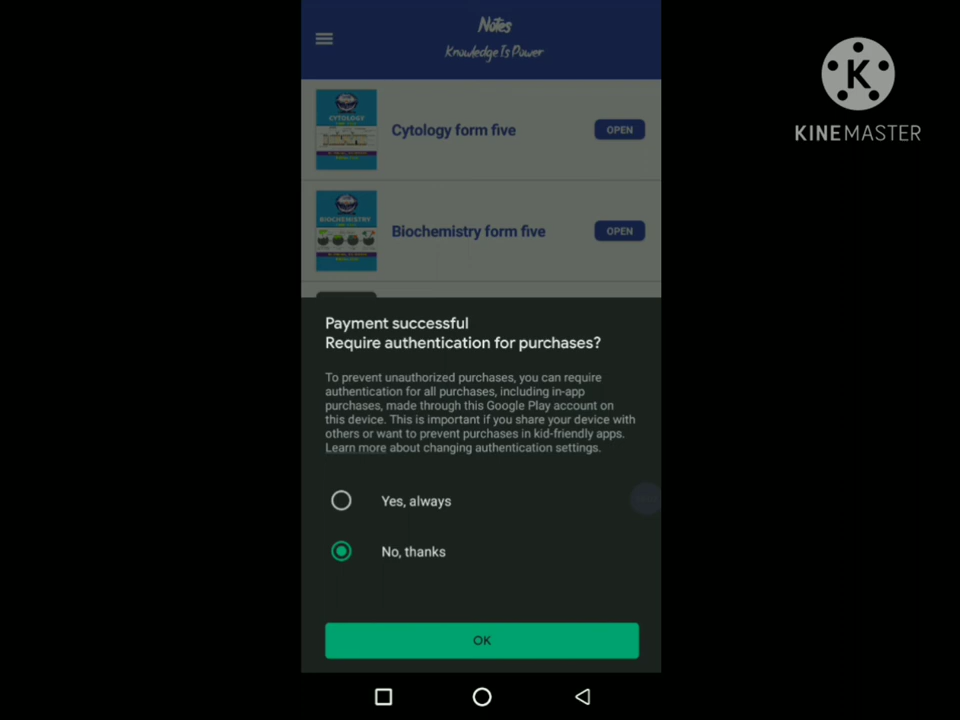 Notes
Knowledge Is Power
K
KINEMASTER
CYTOLOGY
Cytology form five
OPEN
BIOCHEMISTRY
Biochemistry form five
OPEN
Payment successful
Require authentication for purchases?
To prevent unauthorized purchases, you can require
authentication for all purchases, including in-app
purchases, made through this Google Play account on
this device. This is important if you share your device with
others or want to prevent purchases in kid-friendly apps.
Learn more about changing authentication settings.
Yes, always
No, thanks
OK